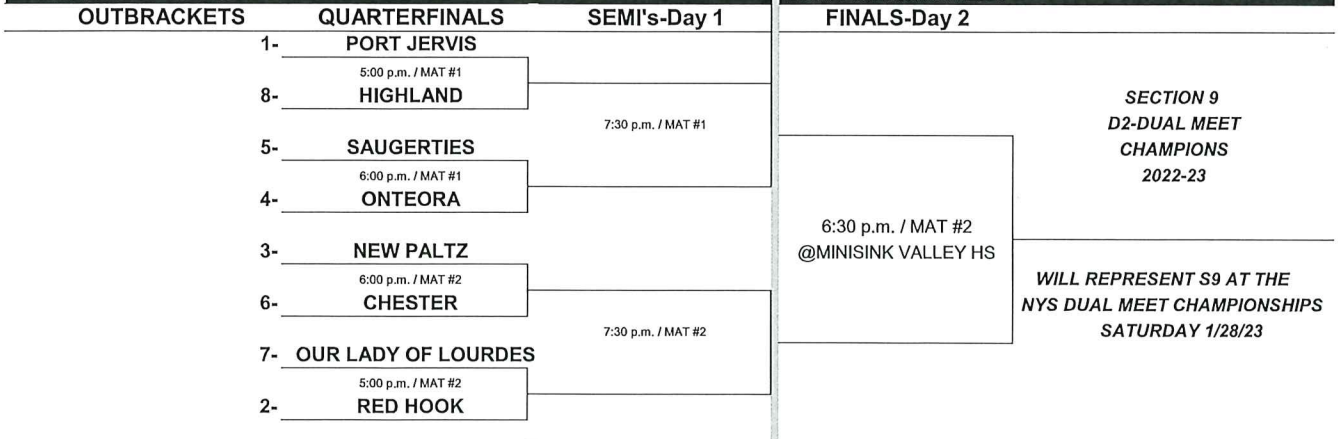 OUTBRACKETS QUARTERFINALS SEMI's-Day 1 FINALS-Day 2
1- PORT JERVIS
5:00 p.m. / MAT #1
8- HIGHLAND
7:30 p.m. / MAT #1
5- SAUGERTIES
6:00 p.m. / MAT #1
4- ONTEORA
3- NEW PALTZ
6:00 p.m. / MAT #2
6- CHESTER
7:30 p.m. / MAT #2
7- OUR LADY OF LOURDES
5:00 p.m. / MAT #2
2- RED HOOK
6:30 p.m. / MAT #2
@MINISINK VALLEY HS
SECTION 9
D2-DUAL MEET
CHAMPIONS
2022-23
WILL REPRESENT S9 AT THE
NYS DUAL MEET CHAMPIONSHIPS
SATURDAY 1/28/23